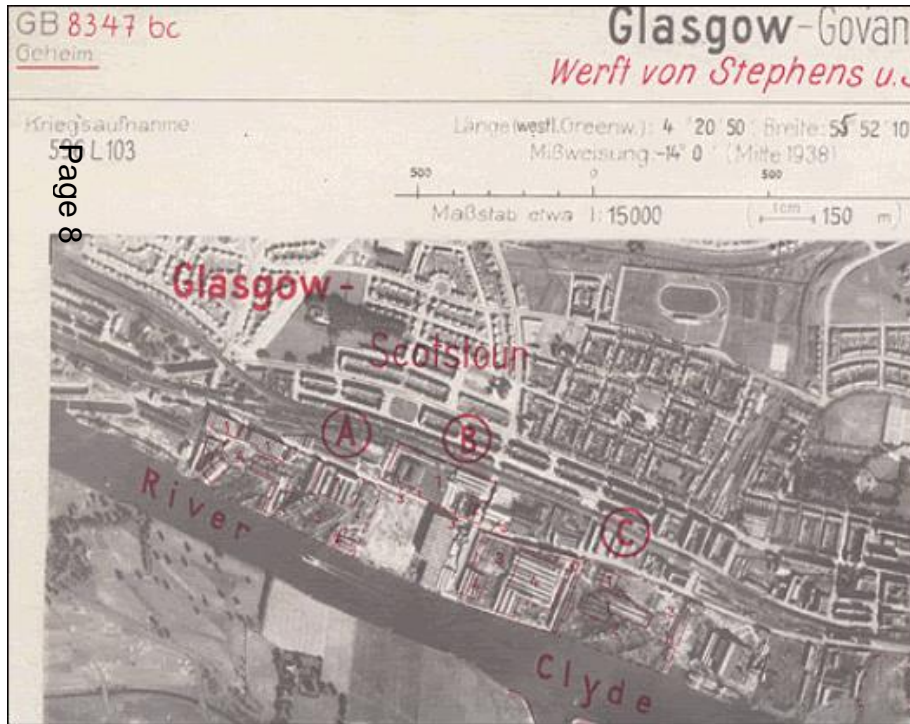 GB 8347 bc
Geheim
Glasgow-Govan
Werft von Stephens u.
Kriegsaufnahme
Länge (westl. Greenw.): 4° 20' 50" Breite: 55 52 10
596 L 103
Mißweisung: -14° 0' (Mitte 1938)
500 0 500
Maßstab etwa 1:15000 (1cm 150 m)
Page 8
Glasgow-
Scotstoun
A B
C
River
Clyde